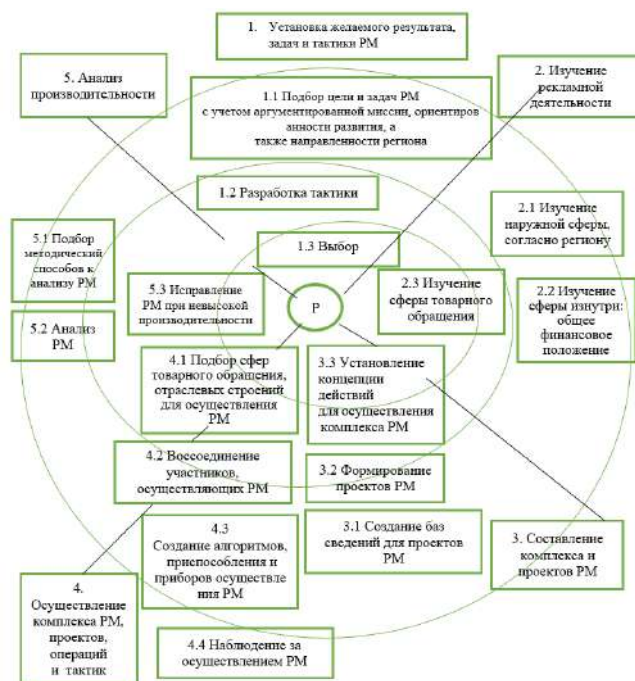 1. Установка желаемого результата,
задач и тактики РМ
5. Анализ
производительности
2. Изучение
рекламной
деятельности
1.1 Подбор цели и задач РМ
с учетом аргументированной миссии, ориентиров
анности развития, а
также направленности региона
1.2 Разработка тактики
2.1 Изучение
наружной сферы,
согласно региону
5.1 Подбор
методический
способов к
анализу РМ
1.3 Выбор
5.3 Исправление
РМ при невысокой
производительности
Р
2.3 Изучение
сферы товарного
обращения
2.2 Изучение
сферы изнутри:
общее
финансовое
положение
5.2 Анализ
РМ
4.1 Подбор сфер
товарного обращения,
отраслевых строений
для осуществления
РМ
3.3 Установление
концепции
действий
для осуществления
комплекса РМ
4.2 Воссоединение
участников,
осуществляющих РМ
3.2 Формирование
проектов РМ
4.3
Создание алгоритмов,
приспособления и
приборов осуществле
ния РМ
3.1 Создание баз
сведений для проектов
РМ
3. Составление
комплекса и
проектов РМ
4.
Осуществление
комплекса РМ,
проектов,
операций
и тактик
4.4 Наблюдение за
осуществлением РМ